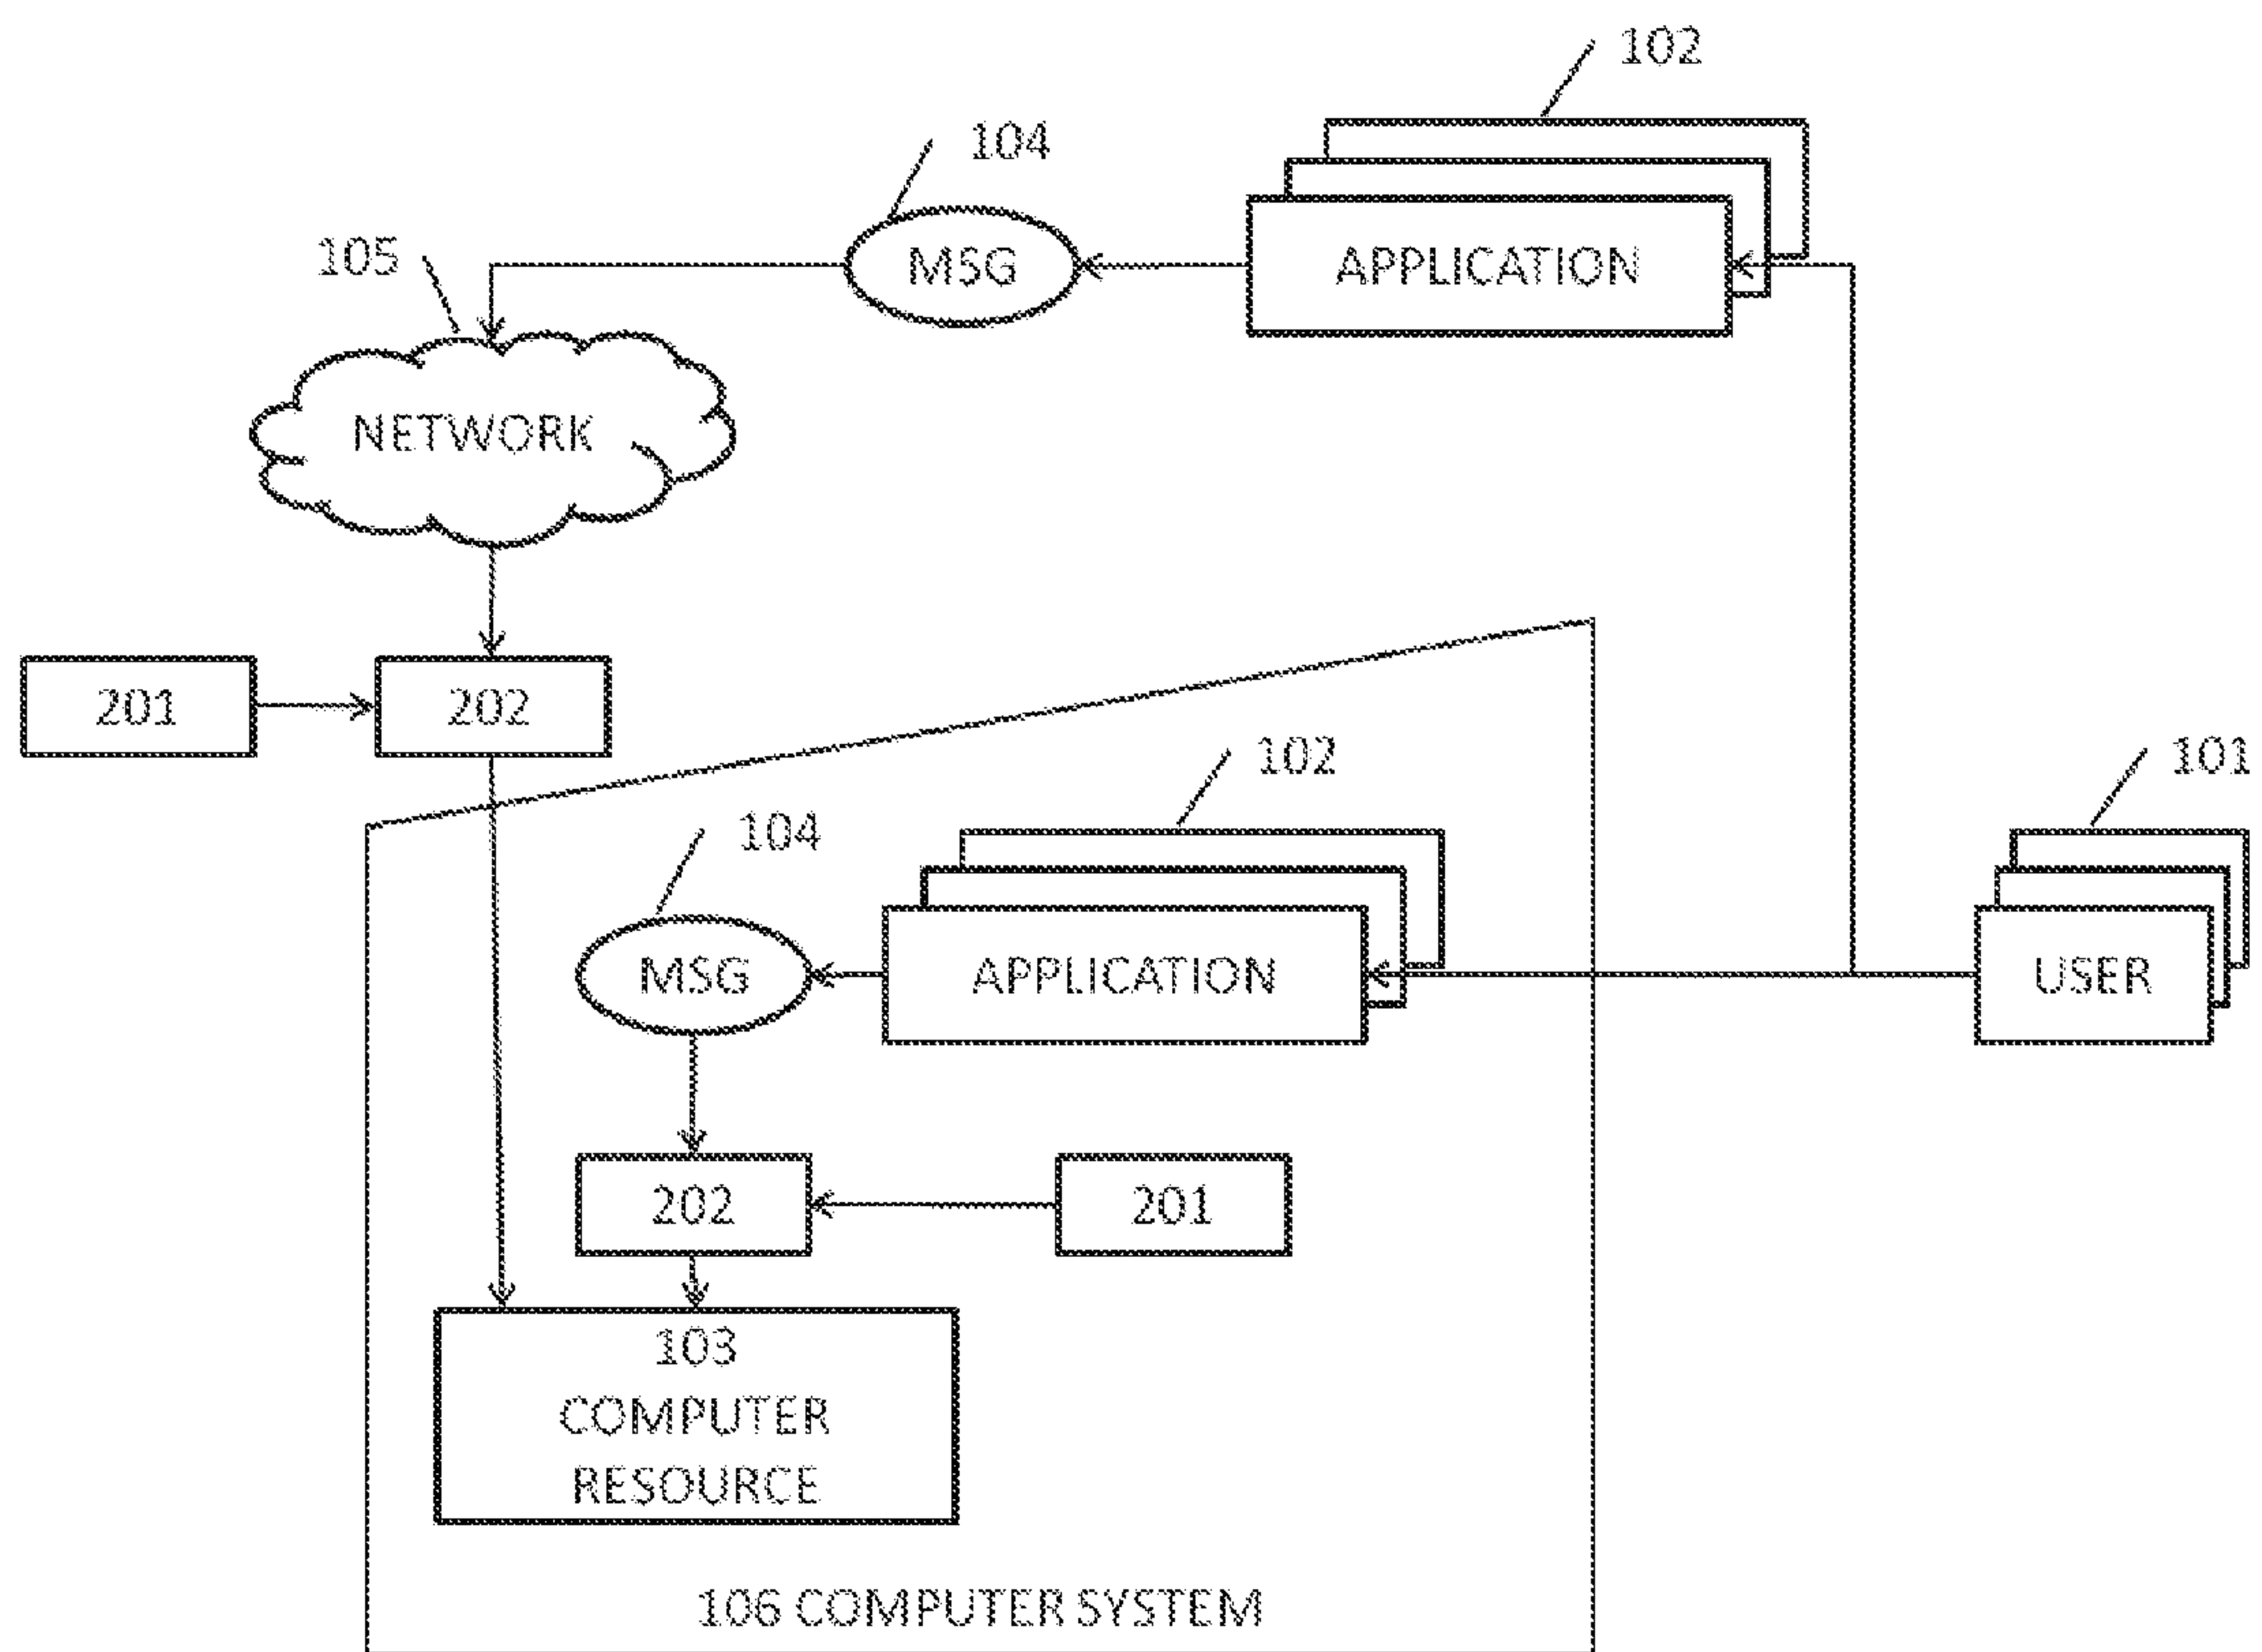 102
104
105
MSG
APPLICATION
NETWORK
201
202
102
101
104
MSG
APPLICATION
USER
202
201
103
COMPUTER
RESOURCE
106 COMPUTER SYSTEM